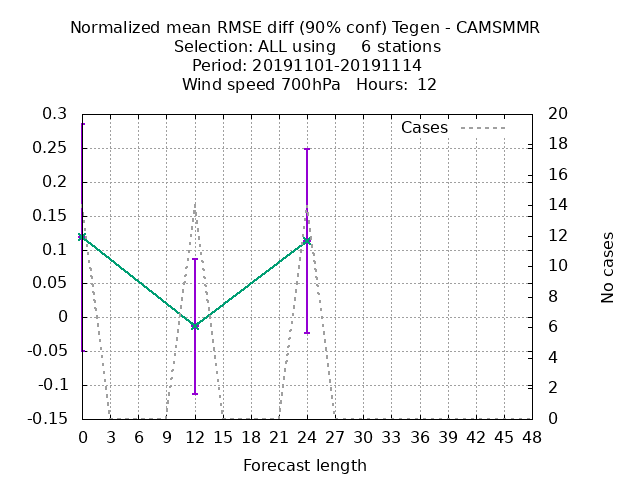 Normalized mean RMSE diff (90% conf) Tegen - CAMSMMR
Selection: ALL using     6 stations
Period: 20191101-20191114
Wind speed 700hPa   Hours:  12
Cases
0.3
0.25
0.2
0.15
0.1
0.05
0
-0.05
-0.1
-0.15
20
18
16
14
12
10
8
6
4
2
0
No cases
0 3 6 9 12 15 18 21 24 27 30 33 36 39 42 45 48
Forecast length